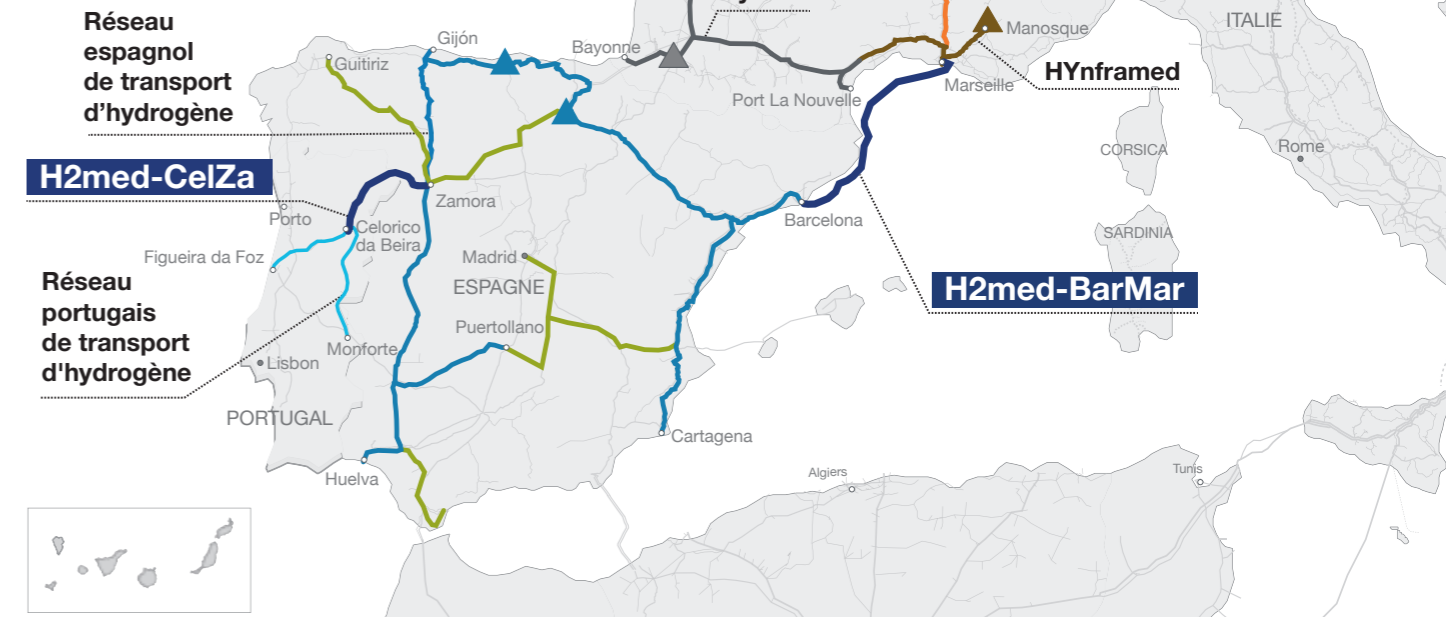 Réseau
espagnol
de transport
d’hydrogène
Gijón
Guitiriz
Bayonne
Manosque
ITALIE
HYnframed
Marseille
Port La Nouvelle
CORSICA
Rome
H2med-CelZa
Zamora
Porto
Celorico
da Beira
Barcelona
SARDINIA
Figueira da Foz
Madrid
ESPAGNE
H2med-BarMar
Réseau
portugais
de transport
d'hydrogène
Puertollano
Monforte
Lisbon
PORTUGAL
Cartagena
Huelva
Algiers
Tunis